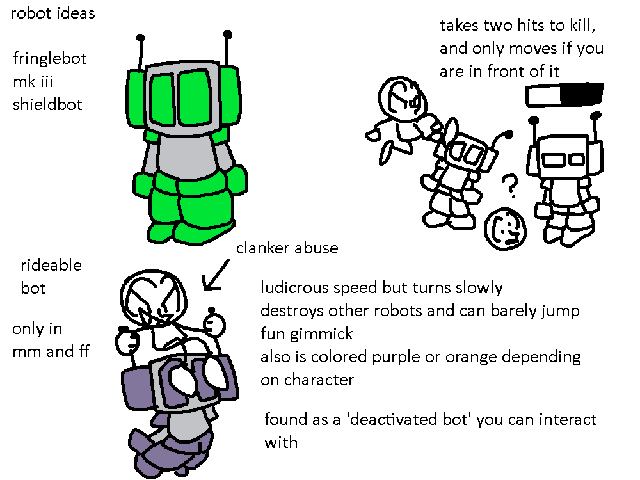 robot ideas
fringlebot
mk iii
shieldbot
takes two hits to kill,
and only moves if you
are in front of it
?
clanker abuse
rideable
bot
only in
mm and ff
ludicrous speed but turns slowly
destroys other robots and can barely jump
fun gimmick
also is colored purple or orange depending
on character
found as a 'deactivated bot' you can interact
with